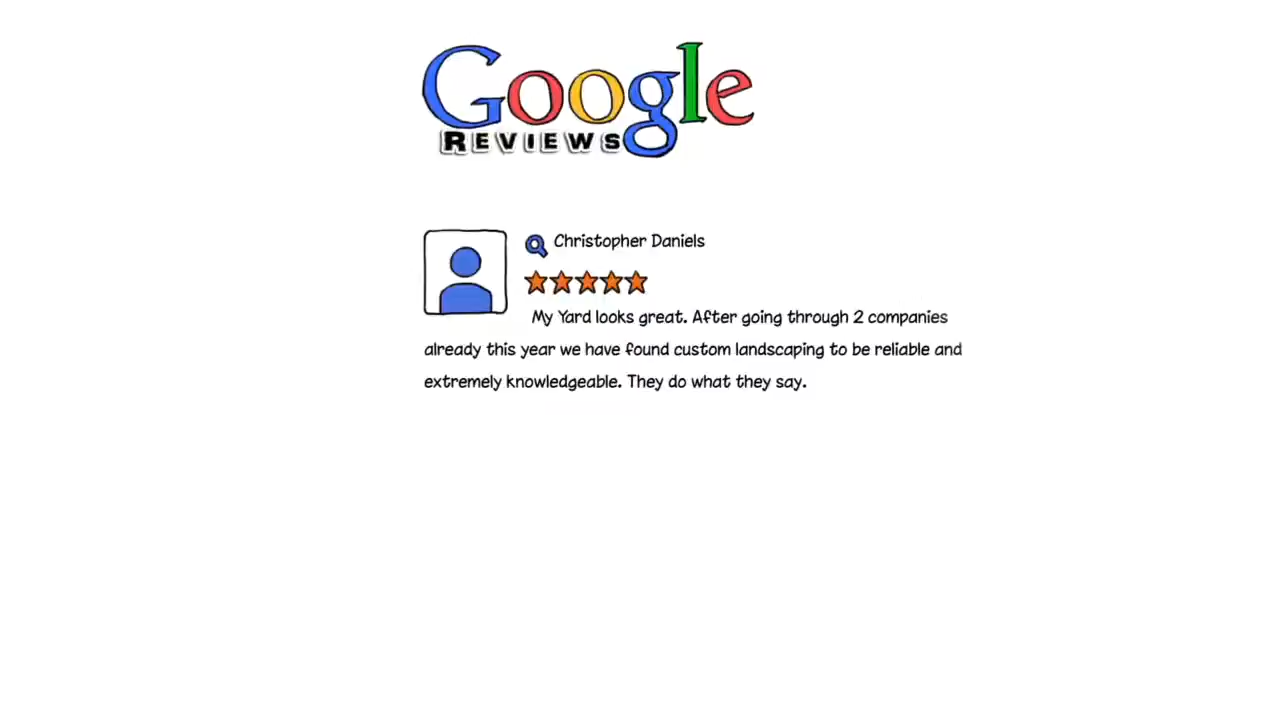 Google
REVIEWS
Christopher Daniels
My Yard looks great. After going through 2 companies
already this year we have found custom landscaping to be reliable and
extremely knowledgeable. They do what they say.